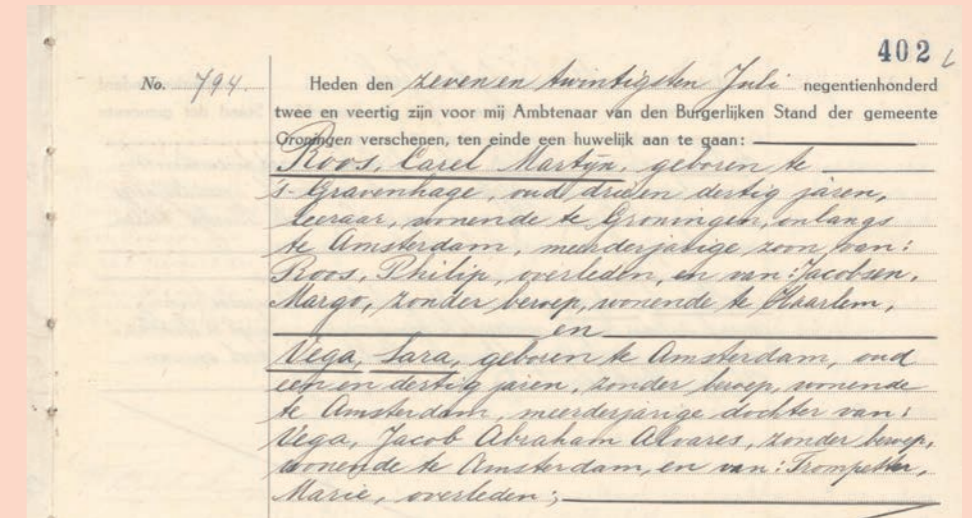 402 L
No. 794. Heden den zeven en twintigsten Juli negentienhonderd
twee en veertig zijn voor mij Ambtenaar van den Burgerlijken Stand der gemeente
Groningen verschenen, ten einde een huwelijk aan te gaan:
Roos, Carel Martijn, geboren te
's-Gravenhage, oud drie en dertig jaren,
leeraar, wonende te Groningen, onlangs
te Amsterdam, meerderjarige zoon van:
Roos, Philip, overleden, en van: Jacobsen,
Margo, zonder beroep, wonende te Haarlem,
en
Vega, Sara, geboren te Amsterdam, oud
een en dertig jaren, zonder beroep, wonende
te Amsterdam, meerderjarige dochter van:
Vega, Jacob Abraham Alvares, zonder beroep,
wonende te Amsterdam, en van: Trompetter,
Marie, overleden;